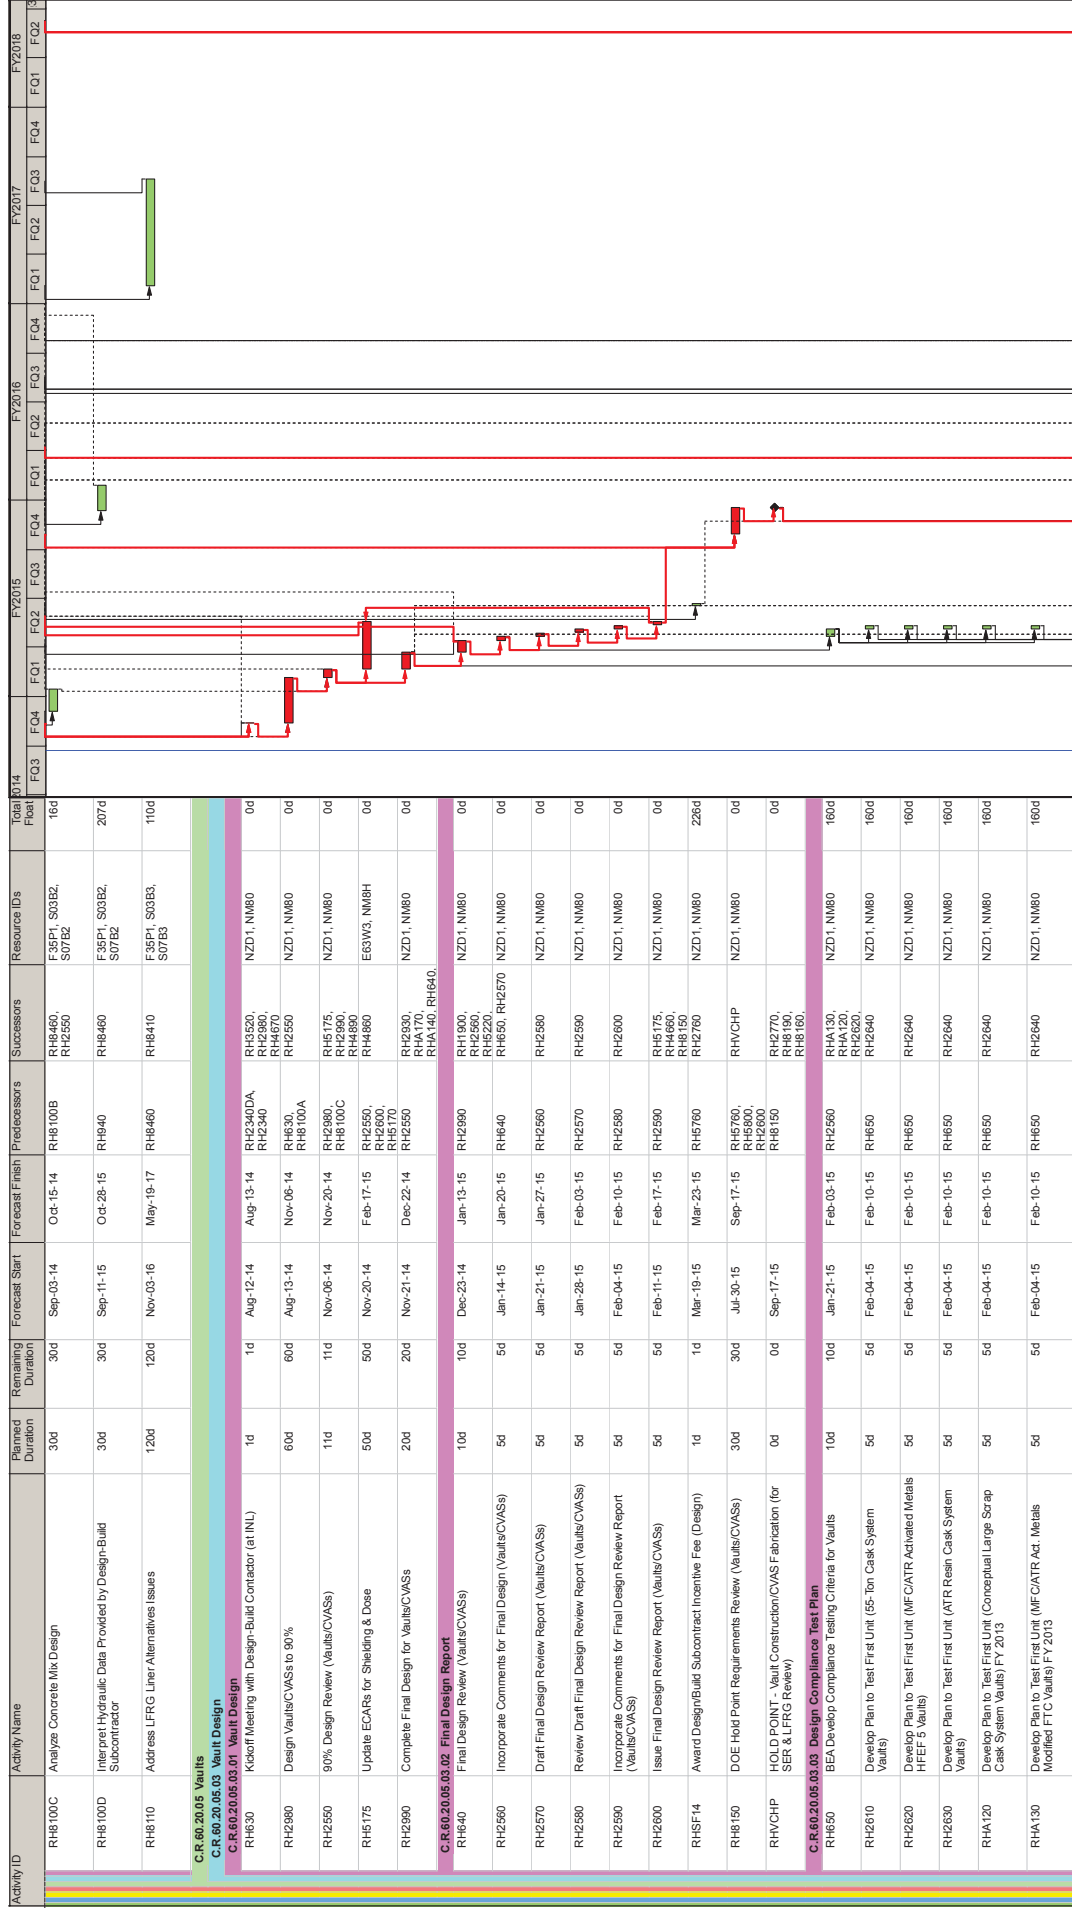 Activity ID Activity Name Planned Duration Remaining Duration Forecast Start Forecast Finish Predecessors Successors Resource IDs Total Float
2014 FY2015 FY2016 FY2017 FY2018
FQ3 FQ4 FQ1 FQ2 FQ3 FQ4 FQ1 FQ2 FQ3 FQ4 FQ1 FQ2 FQ3 FQ4 FQ1 FQ2
RH8100C Analyze Concrete Mix Design 30d 30d Sep-03-14 Oct-15-14 RH8100B RH8460, RH2550 F35P1, S03B2, S07B2 16d
RH8100D Interpret Hydraulic Data Provided by Design-Build Subcontractor 30d 30d Sep-11-15 Oct-28-15 RH940 RH8460 F35P1, S03B2, S07B2 207d
RH8110 Address LFRG Liner Alternatives Issues 120d 120d Nov-03-16 May-19-17 RH8460 RH8410 F35P1, S03B3, S07B3 110d
C.R.60.20.05 Vaults
C.R.60.20.05.03 Vault Design
C.R.60.20.05.03.01 Vault Design
RH630 Kickoff Meeting with Design-Build Contactor (at INL) 1d 1d Aug-12-14 Aug-13-14 RH2340DA, RH2340 RH3520, RH2980, RH4670 NZD1, NM80 0d
RH2980 Design Vaults/CVASs to 90% 60d 60d Aug-13-14 Nov-06-14 RH630, RH8100A RH2550 NZD1, NM80 0d
RH2550 90% Design Review (Vaults/CVASs) 11d 11d Nov-06-14 Nov-20-14 RH2980, RH8100C RH5175, RH2990, RH4890 NZD1, NM80 0d
RH5175 Update ECARs for Shielding & Dose 50d 50d Nov-20-14 Feb-17-15 RH2550, RH2600, RH5170 RH4860 E63W3, NM8H 0d
RH2990 Complete Final Design for Vaults/CVASs 20d 20d Nov-21-14 Dec-22-14 RH2550 RH2930, RHA170, RHA140, RH640, NZD1, NM80 0d
C.R.60.20.05.03.02 Final Design Report
RH640 Final Design Review (Vaults/CVASs) 10d 10d Dec-23-14 Jan-13-15 RH2990 RH1900, RH2560, RH5220, NZD1, NM80 0d
RH2560 Incorporate Comments for Final Design (Vaults/CVASs) 5d 5d Jan-14-15 Jan-20-15 RH640 RH650, RH2570 NZD1, NM80 0d
RH2570 Draft Final Design Review Report (Vaults/CVASs) 5d 5d Jan-21-15 Jan-27-15 RH2560 RH2580 NZD1, NM80 0d
RH2580 Review Draft Final Design Review Report (Vaults/CVASs) 5d 5d Jan-28-15 Feb-03-15 RH2570 RH2590 NZD1, NM80 0d
RH2590 Incorporate Comments for Final Design Review Report (Vaults/CVASs) 5d 5d Feb-04-15 Feb-10-15 RH2580 RH2600 NZD1, NM80 0d
RH2600 Issue Final Design Review Report (Vaults/CVASs) 5d 5d Feb-11-15 Feb-17-15 RH2590 RH5175, RH4660, RH8150 NZD1, NM80 0d
RHSF14 Award Design/Build Subcontract Incentive Fee (Design) 1d 1d Mar-19-15 Mar-23-15 RH5760 RH2760 NZD1, NM80 226d
RH8150 DOE Hold Point Requirements Review (Vaults/CVASs) 30d 30d Jul-30-15 Sep-17-15 RH5760, RH5800, RH2600 RHVCHP NZD1, NM80 0d
RHVCHP HOLD POINT - Vault Construction/CVAS Fabrication (for SER & LFRG Review) 0d 0d Sep-17-15 RH8150 RH2770, RH8190, RH8160, 0d
C.R.60.20.05.03.03 Design Compliance Test Plan
RH650 BEA Develop Compliance Testing Criteria for Vaults 10d 10d Jan-21-15 Feb-03-15 RH2560 RHA130, RHA120, RH2620, NZD1, NM80 160d
RH2610 Develop Plan to Test First Unit (55-Ton Cask System Vaults) 5d 5d Feb-04-15 Feb-10-15 RH650 RH2640 NZD1, NM80 160d
RH2620 Develop Plan to Test First Unit (MFC/ATR Activated Metals HFEF 5 Vaults) 5d 5d Feb-04-15 Feb-10-15 RH650 RH2640 NZD1, NM80 160d
RH2630 Develop Plan to Test First Unit (ATR Resin Cask System Vaults) 5d 5d Feb-04-15 Feb-10-15 RH650 RH2640 NZD1, NM80 160d
RHA120 Develop Plan to Test First Unit (Conceptual Large Scrap Cask System Vaults) FY 2013 5d 5d Feb-04-15 Feb-10-15 RH650 RH2640 NZD1, NM80 160d
RHA130 Develop Plan to Test First Unit (MFC/ATR Act. Metals Modified FTC Vaults) FY 2013 5d 5d Feb-04-15 Feb-10-15 RH650 RH2640 NZD1, NM80 160d